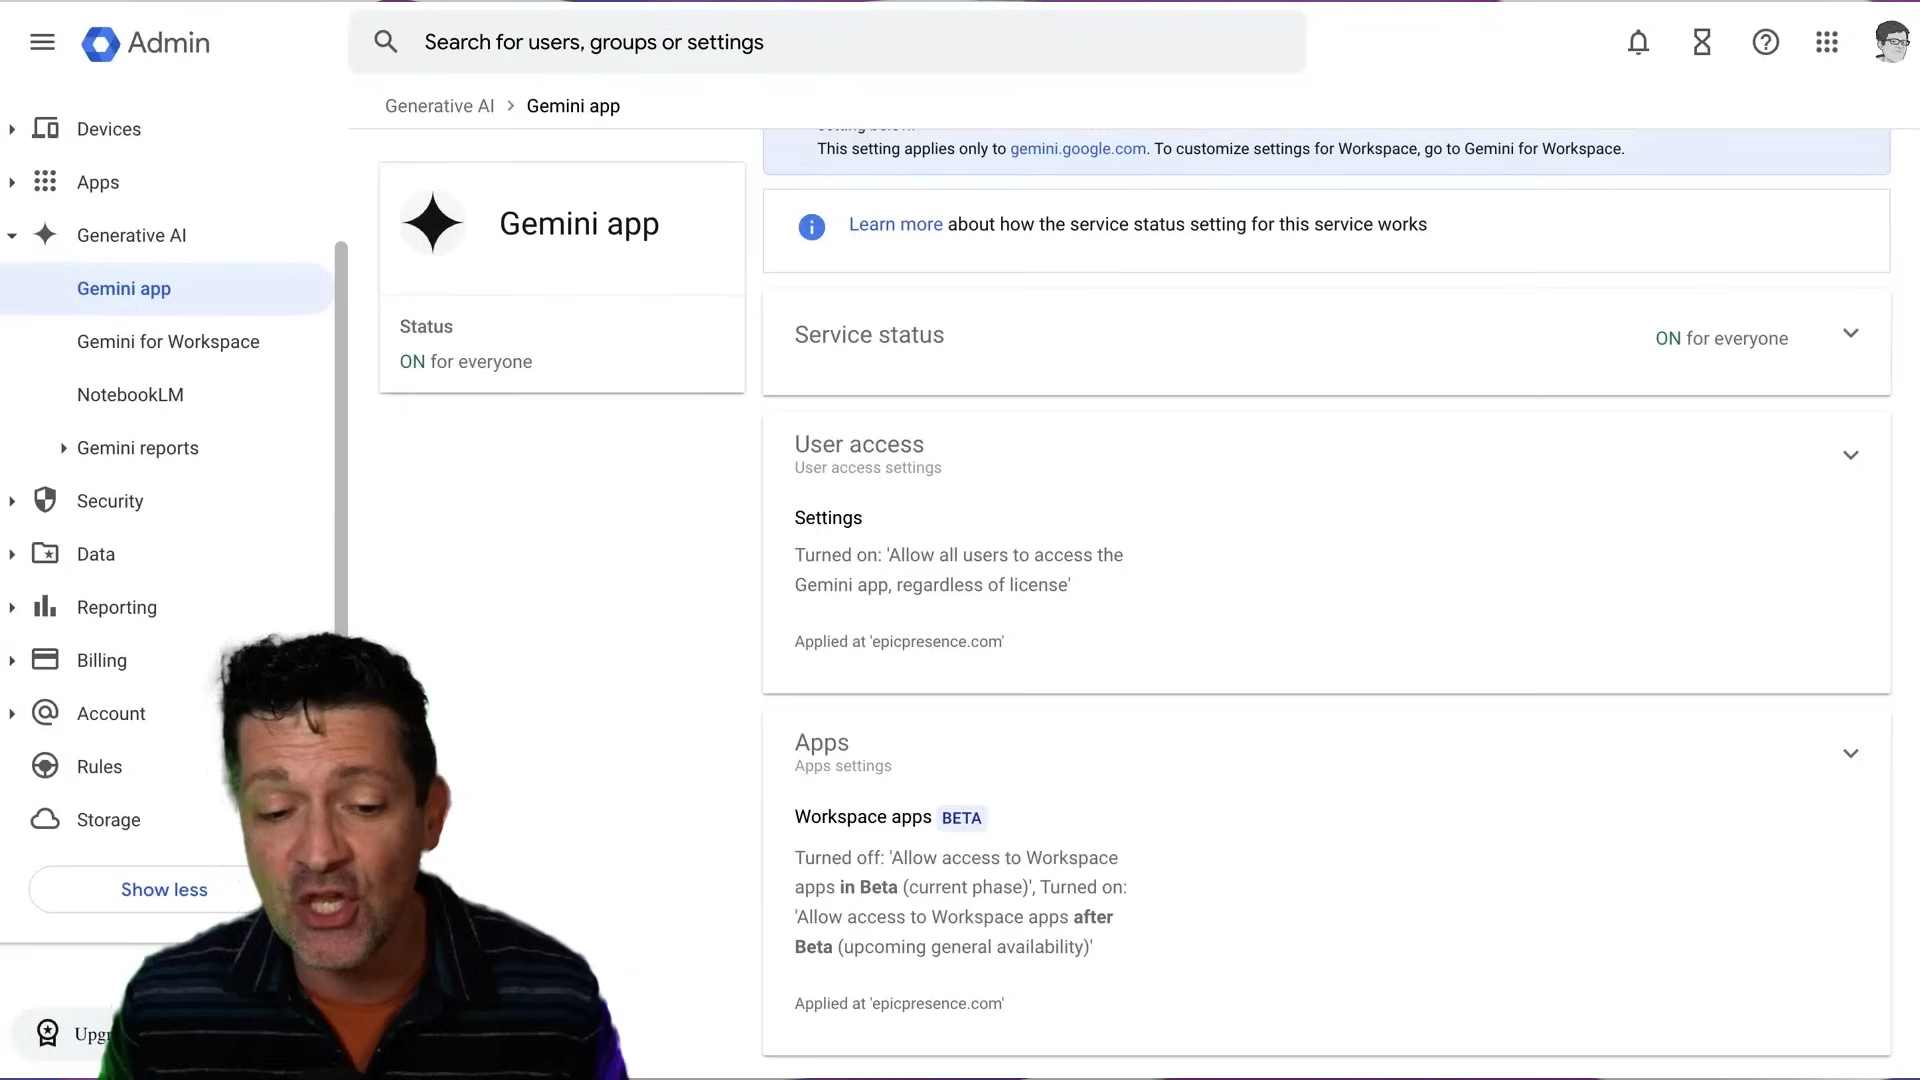 Admin
Search for users, groups or settings
Generative AI > Gemini app
Devices
Apps
Generative AI
Gemini app
Gemini for Workspace
NotebookLM
Gemini reports
Security
Data
Reporting
Billing
Account
Rules
Storage
Show less
Gemini app
Status
ON for everyone
This setting applies only to gemini.google.com. To customize settings for Workspace, go to Gemini for Workspace.
Learn more about how the service status setting for this service works
Service status
ON for everyone
User access
User access settings
Settings
Turned on: 'Allow all users to access the
Gemini app, regardless of license'
Applied at 'epicpresence.com'
Apps
Apps settings
Workspace apps BETA
Turned off: 'Allow access to Workspace
apps in Beta (current phase)', Turned on:
'Allow access to Workspace apps after
Beta (upcoming general availability)'
Applied at 'epicpresence.com'